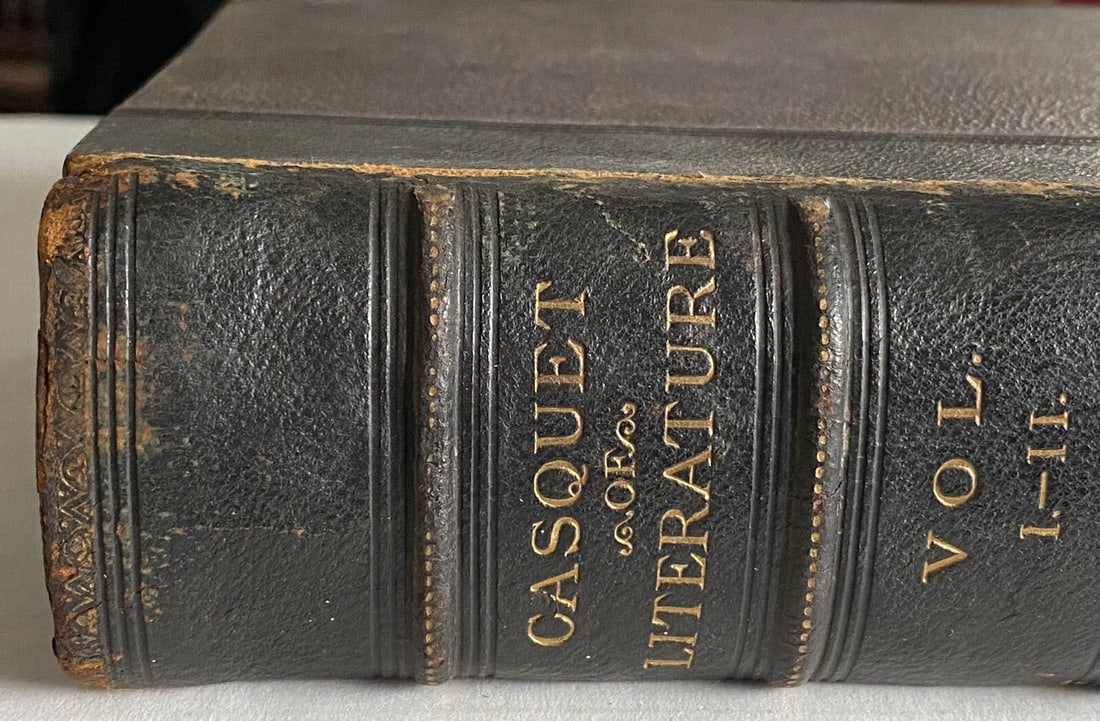 CASQUET
OF
LITERATURE
VOL.
I.-II.